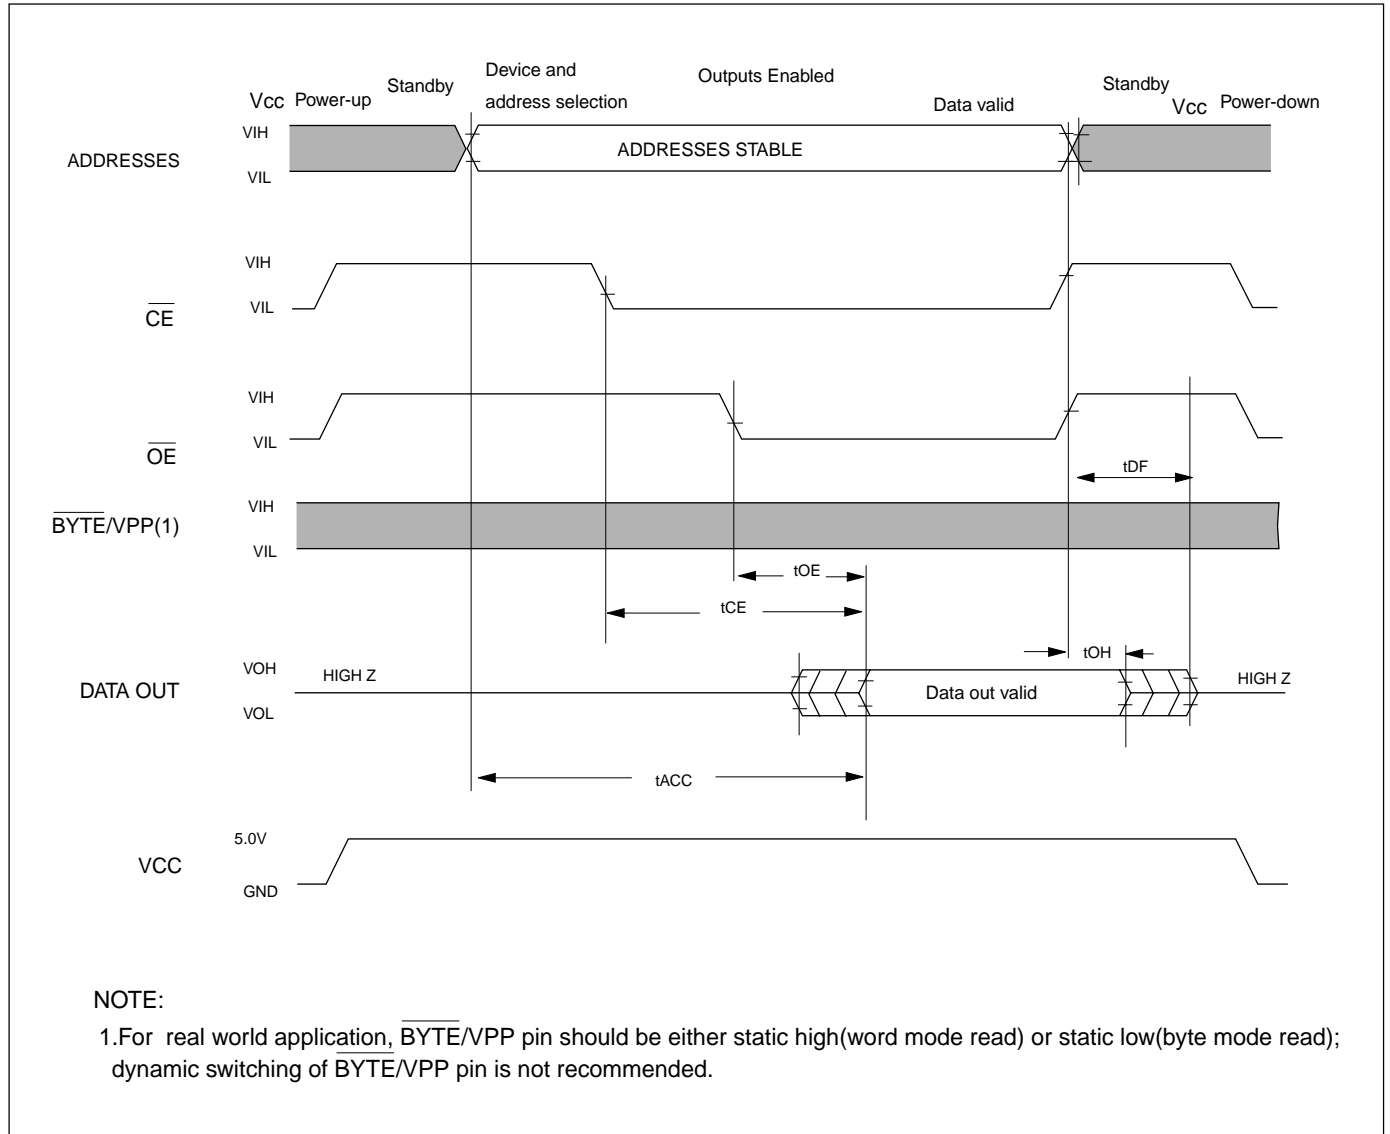 Vcc Power-up
Standby
Device and
address selection
Outputs Enabled
Data valid
Standby
Vcc Power-down
ADDRESSES
VIH
VIL
ADDRESSES STABLE
CE
VIH
VIL
OE
VIH
VIL
tDF
BYTE/VPP(1)
VIH
VIL
tOE
tCE
tOH
DATA OUT
VOH
VOL
HIGH Z
Data out valid
HIGH Z
tACC
VCC
5.0V
GND
NOTE:
1.For real world application, BYTE/VPP pin should be either static high(word mode read) or static low(byte mode read);
dynamic switching of BYTE/VPP pin is not recommended.